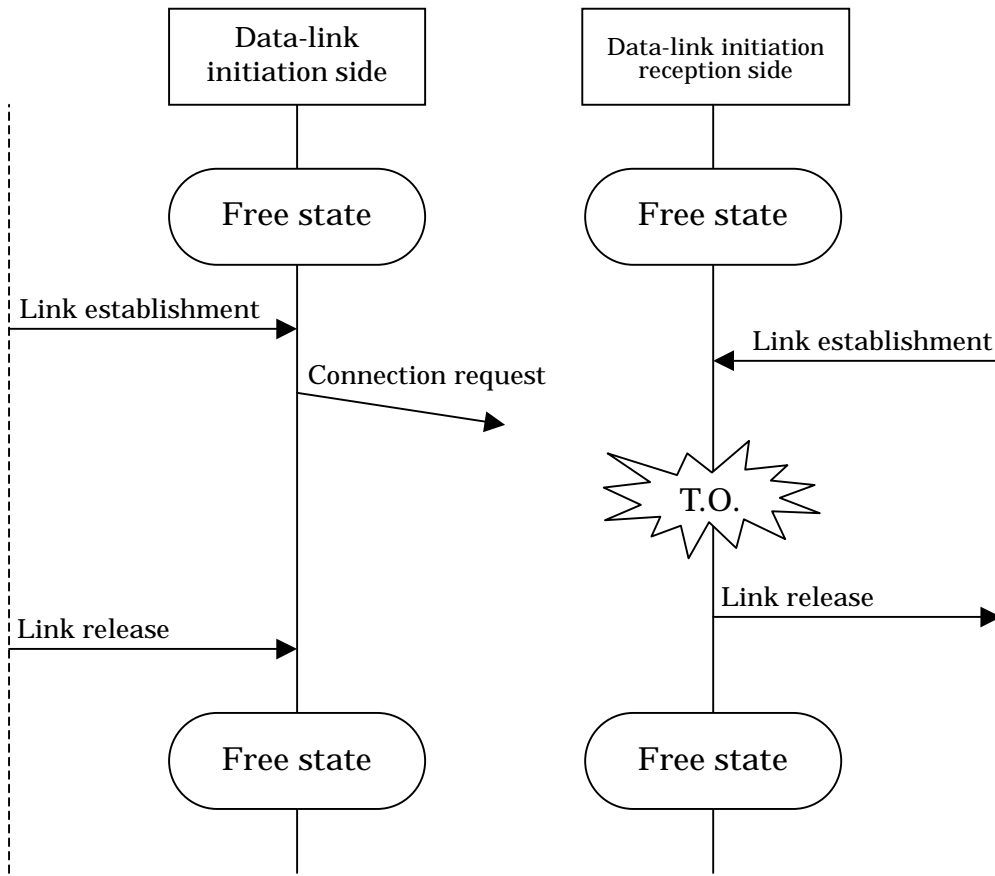 Data-link
initiation side
Data-link initiation
reception side
Free state
Free state
Link establishment
Link establishment
Connection request
T.O.
Link release
Link release
Free state
Free state